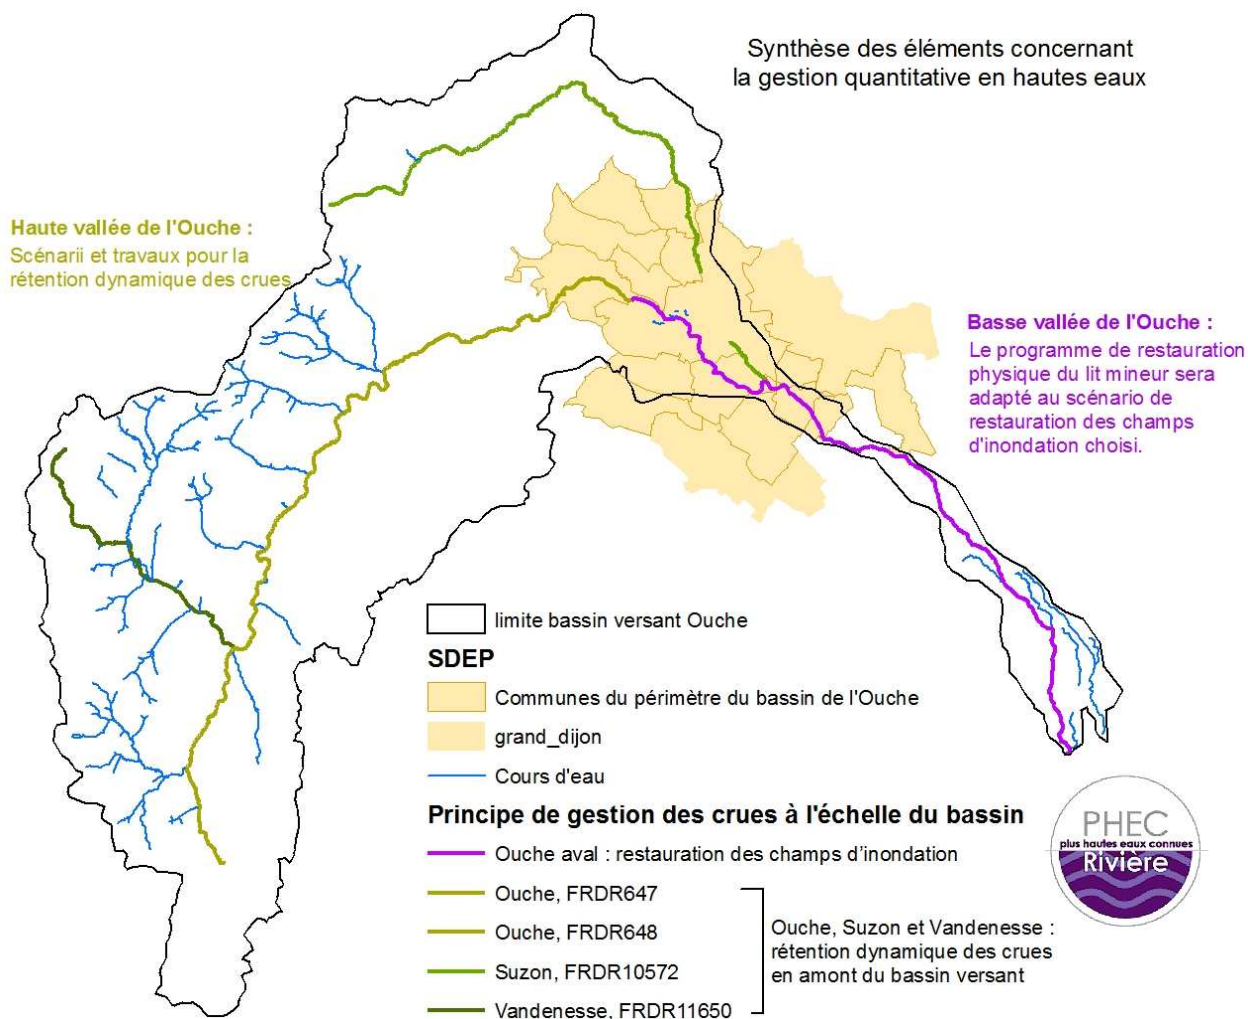 Synthèse des éléments concernant
la gestion quantitative en hautes eaux
Haute vallée de l'Ouche :
Scénarii et travaux pour la
rétention dynamique des crues
Basse vallée de l'Ouche :
Le programme de restauration
physique du lit mineur sera
adapté au scénario de
restauration des champs
d'inondation choisi.
limite bassin versant Ouche
SDEP
Communes du périmètre du bassin de l'Ouche
grand_dijon
Cours d'eau
Principe de gestion des crues à l'échelle du bassin
Ouche aval : restauration des champs d'inondation
Ouche, FRDR647
Ouche, FRDR648
Suzon, FRDR10572
Vandenesse, FRDR11650
Ouche, Suzon et Vandenesse :
rétention dynamique des crues
en amont du bassin versant
PHEC
plus hautes eaux connues
Rivière